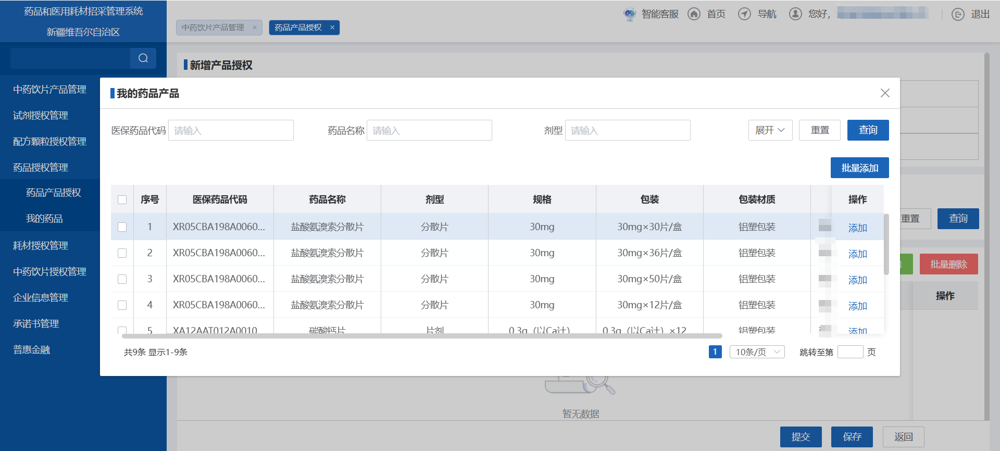 药品和医用耗材招采管理系统
新疆维吾尔自治区
智能客服 首页 导航 您好, 退出
中药饮片产品管理 × 药品产品授权 ×
新增产品授权
中药饮片产品管理
试剂授权管理
配方颗粒授权管理
药品授权管理
药品产品授权
我的药品
耗材授权管理
中药饮片授权管理
企业信息管理
承诺书管理
普惠金融
我的药品产品
医保药品代码 请输入 药品名称 请输入 剂型 请输入 展开 重置 查询
批量添加
序号 医保药品代码 药品名称 剂型 规格 包装 包装材质 操作
1 XR05CBA198A0060... 盐酸氨溴索分散片 分散片 30mg 30mg×30片/盒 铝塑包装 添加
2 XR05CBA198A0060... 盐酸氨溴索分散片 分散片 30mg 30mg×36片/盒 铝塑包装 添加
3 XR05CBA198A0060... 盐酸氨溴索分散片 分散片 30mg 30mg×50片/盒 铝塑包装 添加
4 XR05CBA198A0060... 盐酸氨溴索分散片 分散片 30mg 30mg×12片/盒 铝塑包装 添加
5 XA12AAT012A0010 碳酸钙片 片剂 0.3g（以Ca计） 0.3g（以Ca计）×12 铝塑包装 添加
共9条 显示1-9条 1 10条/页 跳转至第 页
重置 查询
批量删除
操作
暂无数据
提交 保存 返回